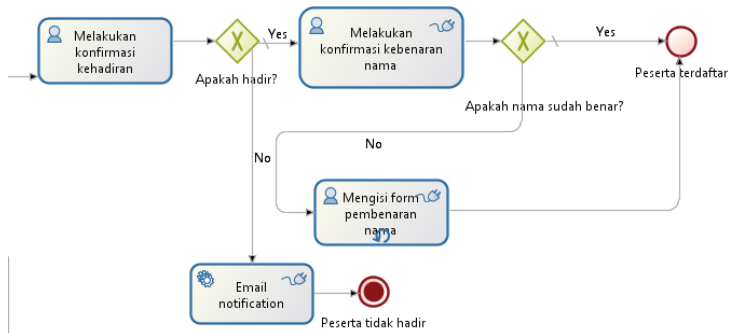 Melakukan
konfirmasi
kehadiran
Apakah hadir?
Yes
Melakukan
konfirmasi kebenaran
nama
Apakah nama sudah benar?
Yes
Peserta terdaftar
No
No
Mengisi form
pembenaran
nama
Email
notification
Peserta tidak hadir